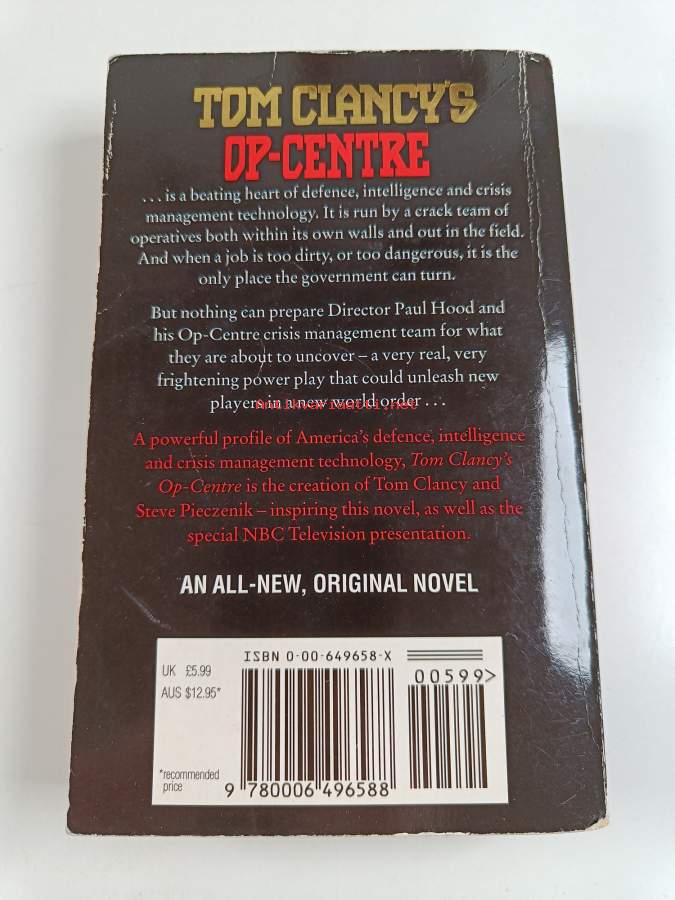 TOM CLANCY'S
OP-CENTRE
. . . is a beating heart of defence, intelligence and crisis
management technology. It is run by a crack team of
operatives both within its own walls and out in the field.
And when a job is too dirty, or too dangerous, it is the
only place the government can turn.
But nothing can prepare Director Paul Hood and
his Op-Centre crisis management team for what
they are about to uncover – a very real, very
frightening power play that could unleash new
players in a new world order . . .
A powerful profile of America's defence, intelligence
and crisis management technology, Tom Clancy's
Op-Centre is the creation of Tom Clancy and
Steve Pieczenik – inspiring this novel, as well as the
special NBC Television presentation.
AN ALL-NEW, ORIGINAL NOVEL
ISBN 0-00-649658-X
UK £5.99
AUS $12.95*
00599>
*recommended
price
9 780006 496588